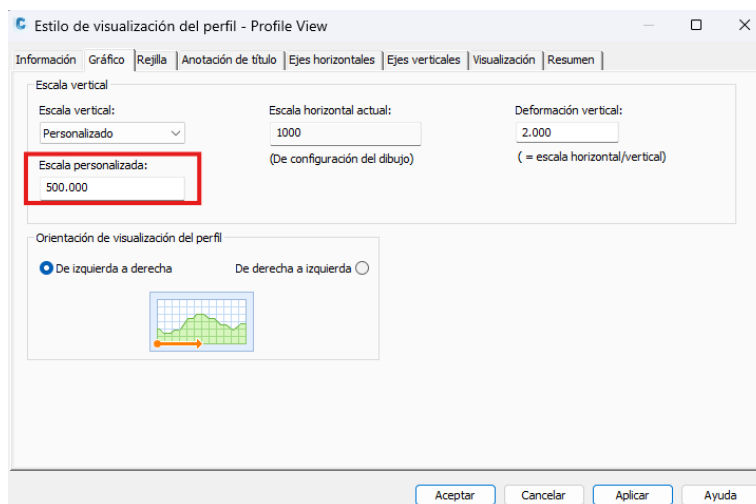 Estilo de visualización del perfil - Profile View
Información Gráfico Rejilla Anotación de título Ejes horizontales Ejes verticales Visualización Resumen
Escala vertical
Escala vertical: Escala horizontal actual: Deformación vertical:
Personalizado 1000 2.000
(De configuración del dibujo) ( = escala horizontal/vertical)
Escala personalizada:
500.000
Orientación de visualización del perfil
De izquierda a derecha De derecha a izquierda
Aceptar Cancelar Aplicar Ayuda